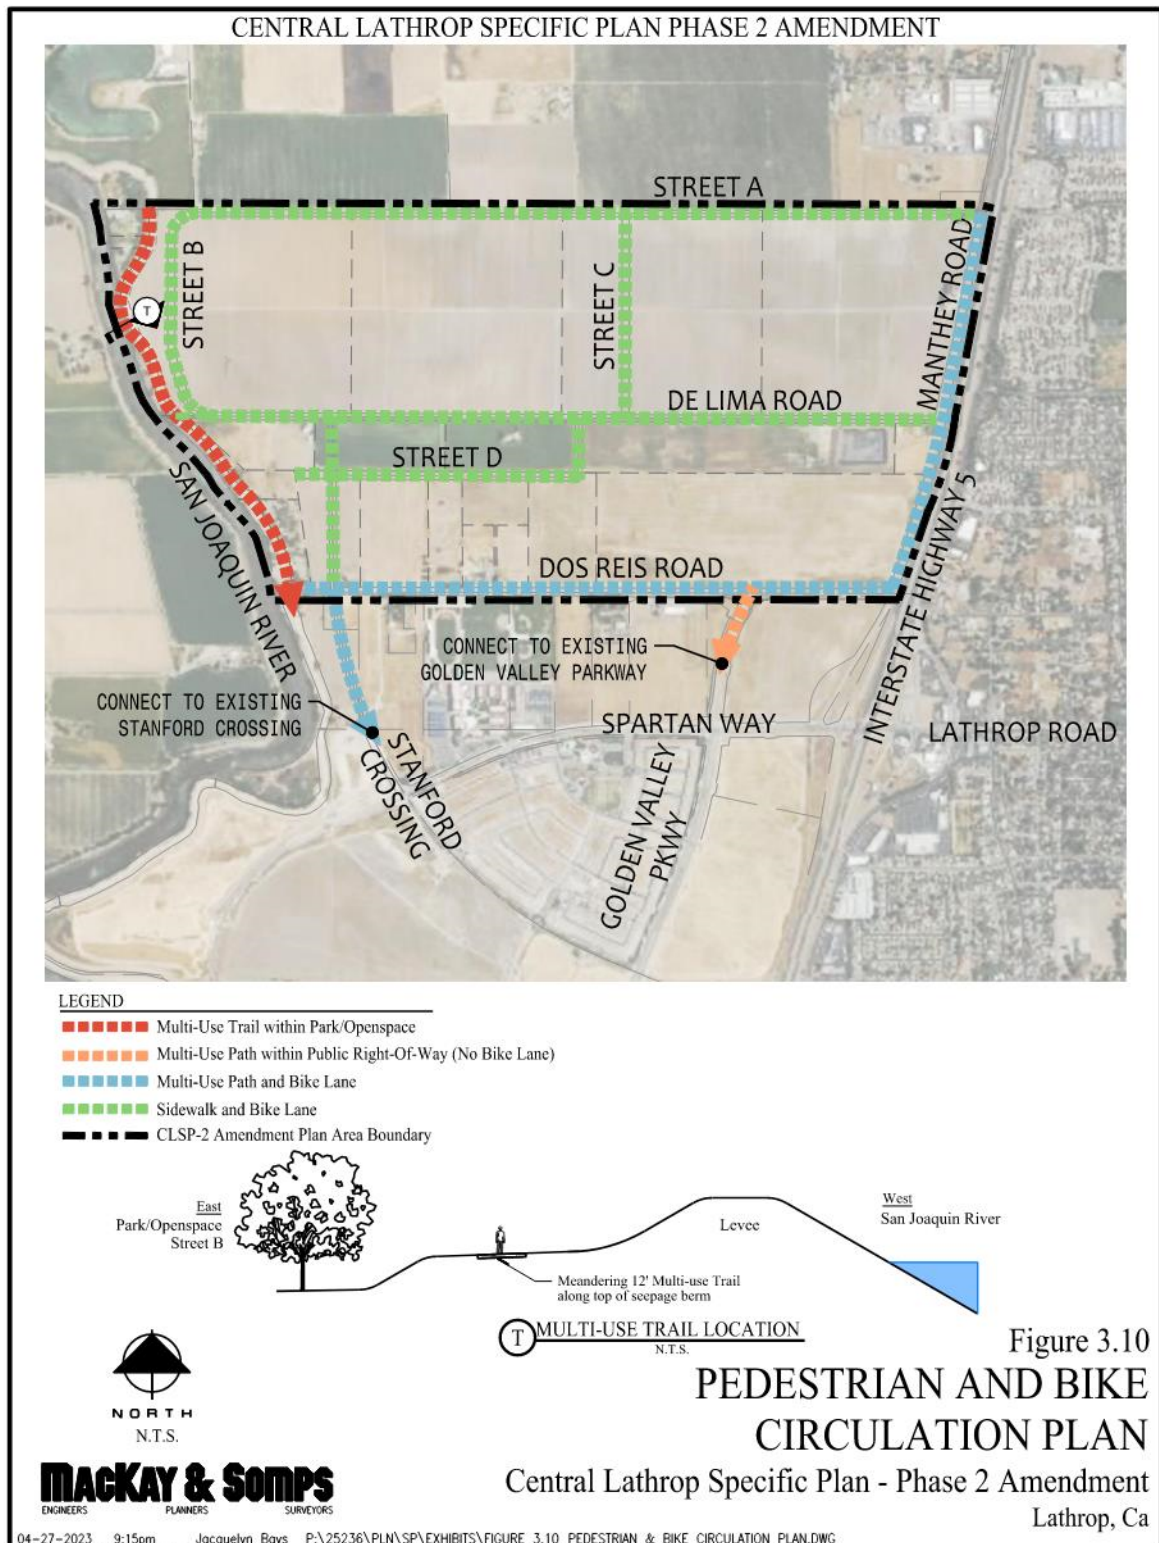 CENTRAL LATHROP SPECIFIC PLAN PHASE 2 AMENDMENT
STREET A
STREET B
STREET C
MANTHEY ROAD
T
DE LIMA ROAD
STREET D
SAN JOAQUIN RIVER
INTERSTATE HIGHWAY 5
DOS REIS ROAD
CONNECT TO EXISTING
GOLDEN VALLEY PARKWAY
CONNECT TO EXISTING
STANFORD CROSSING
SPARTAN WAY
LATHROP ROAD
STANFORD
CROSSING
GOLDEN VALLEY
PKWY
LEGEND
Multi-Use Trail within Park/Openspace
Multi-Use Path within Public Right-Of-Way (No Bike Lane)
Multi-Use Path and Bike Lane
Sidewalk and Bike Lane
CLSP-2 Amendment Plan Area Boundary
East
Park/Openspace
Street B
Levee
West
San Joaquin River
Meandering 12' Multi-use Trail
along top of seepage berm
T MULTI-USE TRAIL LOCATION
N.T.S.
NORTH
N.T.S.
Figure 3.10
PEDESTRIAN AND BIKE
CIRCULATION PLAN
Central Lathrop Specific Plan - Phase 2 Amendment
Lathrop, Ca
MACKAY & SOMPS
ENGINEERS PLANNERS SURVEYORS
04-27-2023 9:15pm Jacquelyn Bays P:\25236\PLN\SP\EXHIBITS\FIGURE 3.10 PEDESTRIAN & BIKE CIRCULATION PLAN.DWG